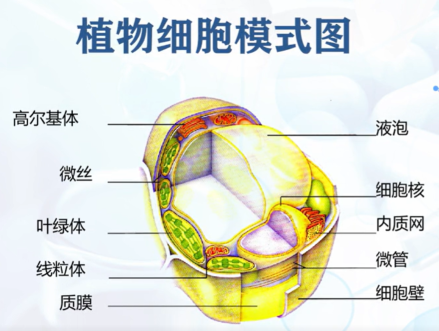 植物细胞模式图
高尔基体
微丝
叶绿体
线粒体
质膜
液泡
细胞核
内质网
微管
细胞壁